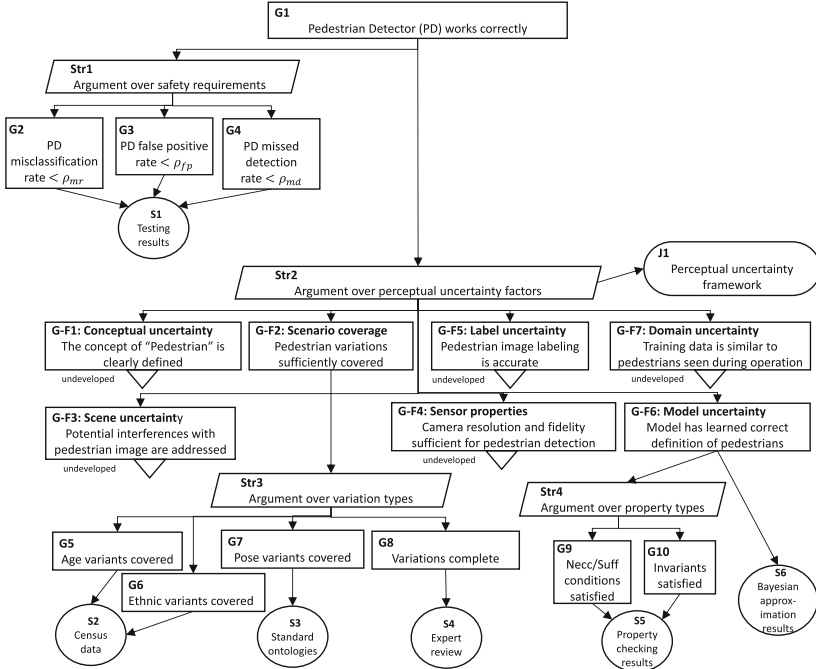 G1
Pedestrian Detector (PD) works correctly
Str1
Argument over safety requirements
G2
PD
misclassification
rate < ρmr
G3
PD false positive
rate < ρfp
G4
PD missed
detection
rate < ρmd
S1
Testing
results
Str2
Argument over perceptual uncertainty factors
J1
Perceptual uncertainty
framework
G-F1: Conceptual uncertainty
The concept of “Pedestrian” is
clearly defined
undeveloped
G-F2: Scenario coverage
Pedestrian variations
sufficiently covered
G-F5: Label uncertainty
Pedestrian image labeling
is accurate
undeveloped
G-F7: Domain uncertainty
Training data is similar to
pedestrians seen during operation
undeveloped
G-F3: Scene uncertainty
Potential interferences with
pedestrian image are addressed
undeveloped
G-F4: Sensor properties
Camera resolution and fidelity
sufficient for pedestrian detection
undeveloped
G-F6: Model uncertainty
Model has learned correct
definition of pedestrians
Str3
Argument over variation types
Str4
Argument over property types
G5
Age variants covered
G6
Ethnic variants covered
G7
Pose variants covered
G8
Variations complete
G9
Necc/Suff
conditions
satisfied
G10
Invariants
satisfied
S2
Census
data
S3
Standard
ontologies
S4
Expert
review
S5
Property
checking
results
S6
Bayesian
approx-
imation
results